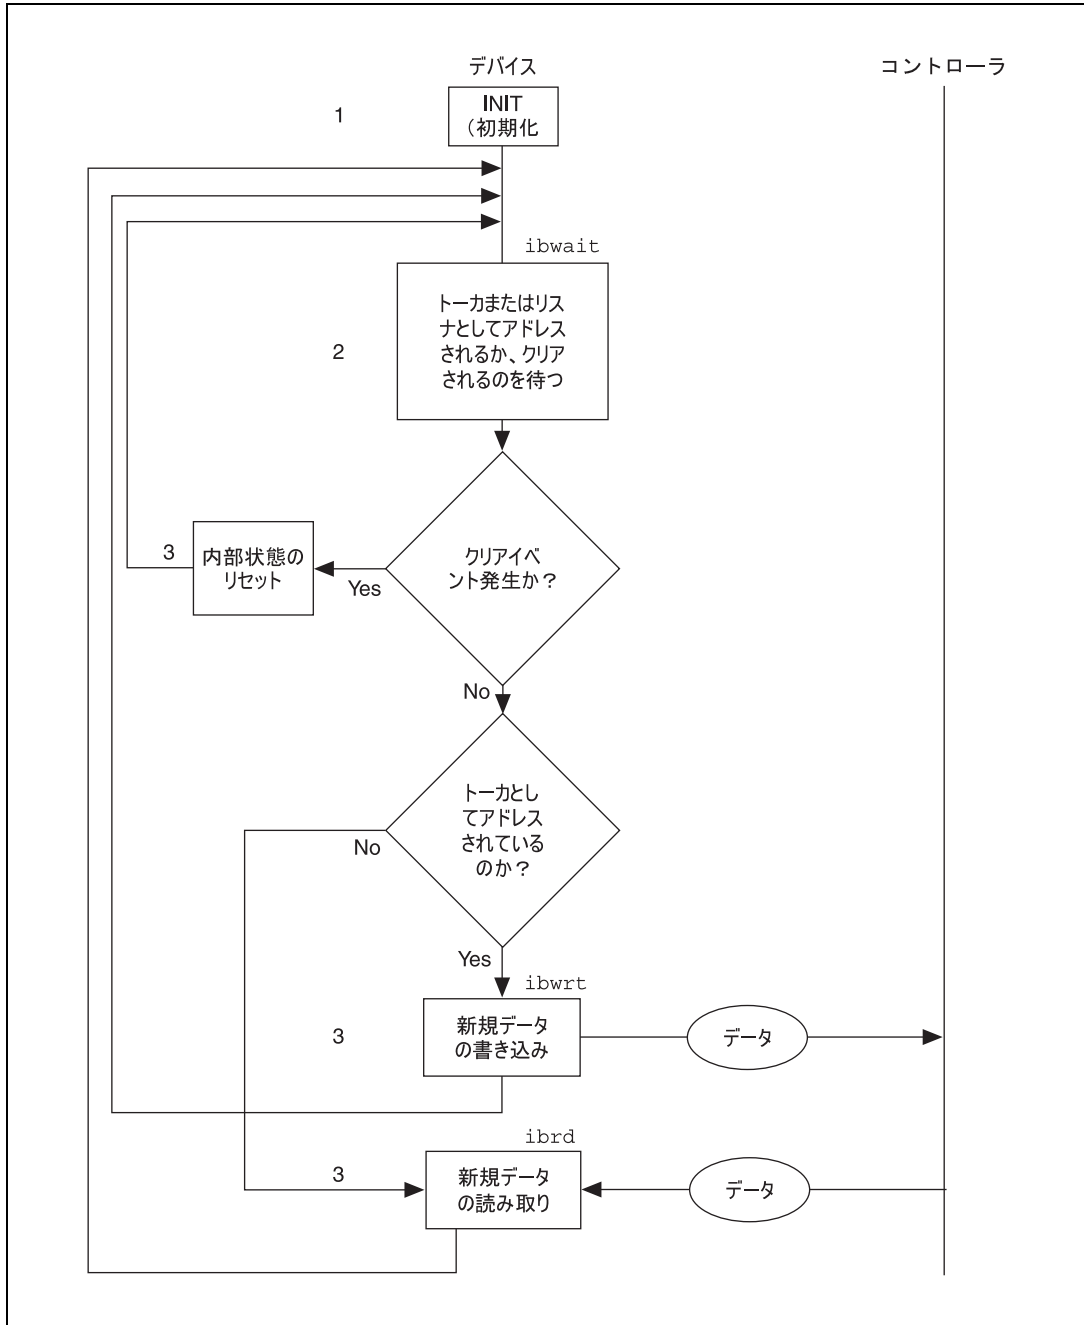 デバイス
コントローラ
1
INIT
（初期化
ibwait
2
トーカまたはリス
ナとしてアドレス
されるか、クリア
されるのを待つ
3
内部状態の
リセット
Yes
クリアイベ
ント発生か？
No
トーカとし
てアドレス
されている
のか？
No
Yes
ibwrt
3
新規データ
の書き込み
データ
ibrd
3
新規データ
の読み取り
データ